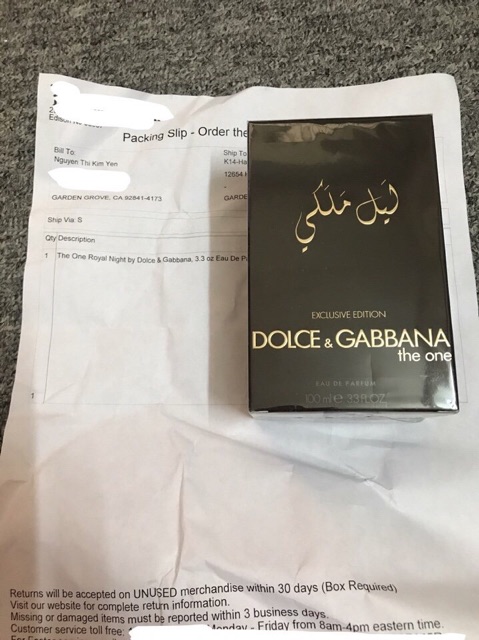 Packing Slip - Order the
Bill To
Nguyen Thi Kim Yen
GARDEN GROVE, CA 92841-4173
Ship To
K14-Ha
12654
GARDE
Ship Via: S
Qty Description
1 The One Royal Night by Dolce & Gabbana, 3.3 oz Eau De
1
ليل ملكي
EXCLUSIVE EDITION
DOLCE & GABBANA
the one
EAU DE PARFUM
100 ml e 3.3 FL.OZ
Returns will be accepted on UNUSED merchandise within 30 days (Box Required)
Visit our website for complete return information.
Missing or damaged items must be reported within 3 business days.
Customer service toll free: Monday - Friday from 8am-4pm eastern time.